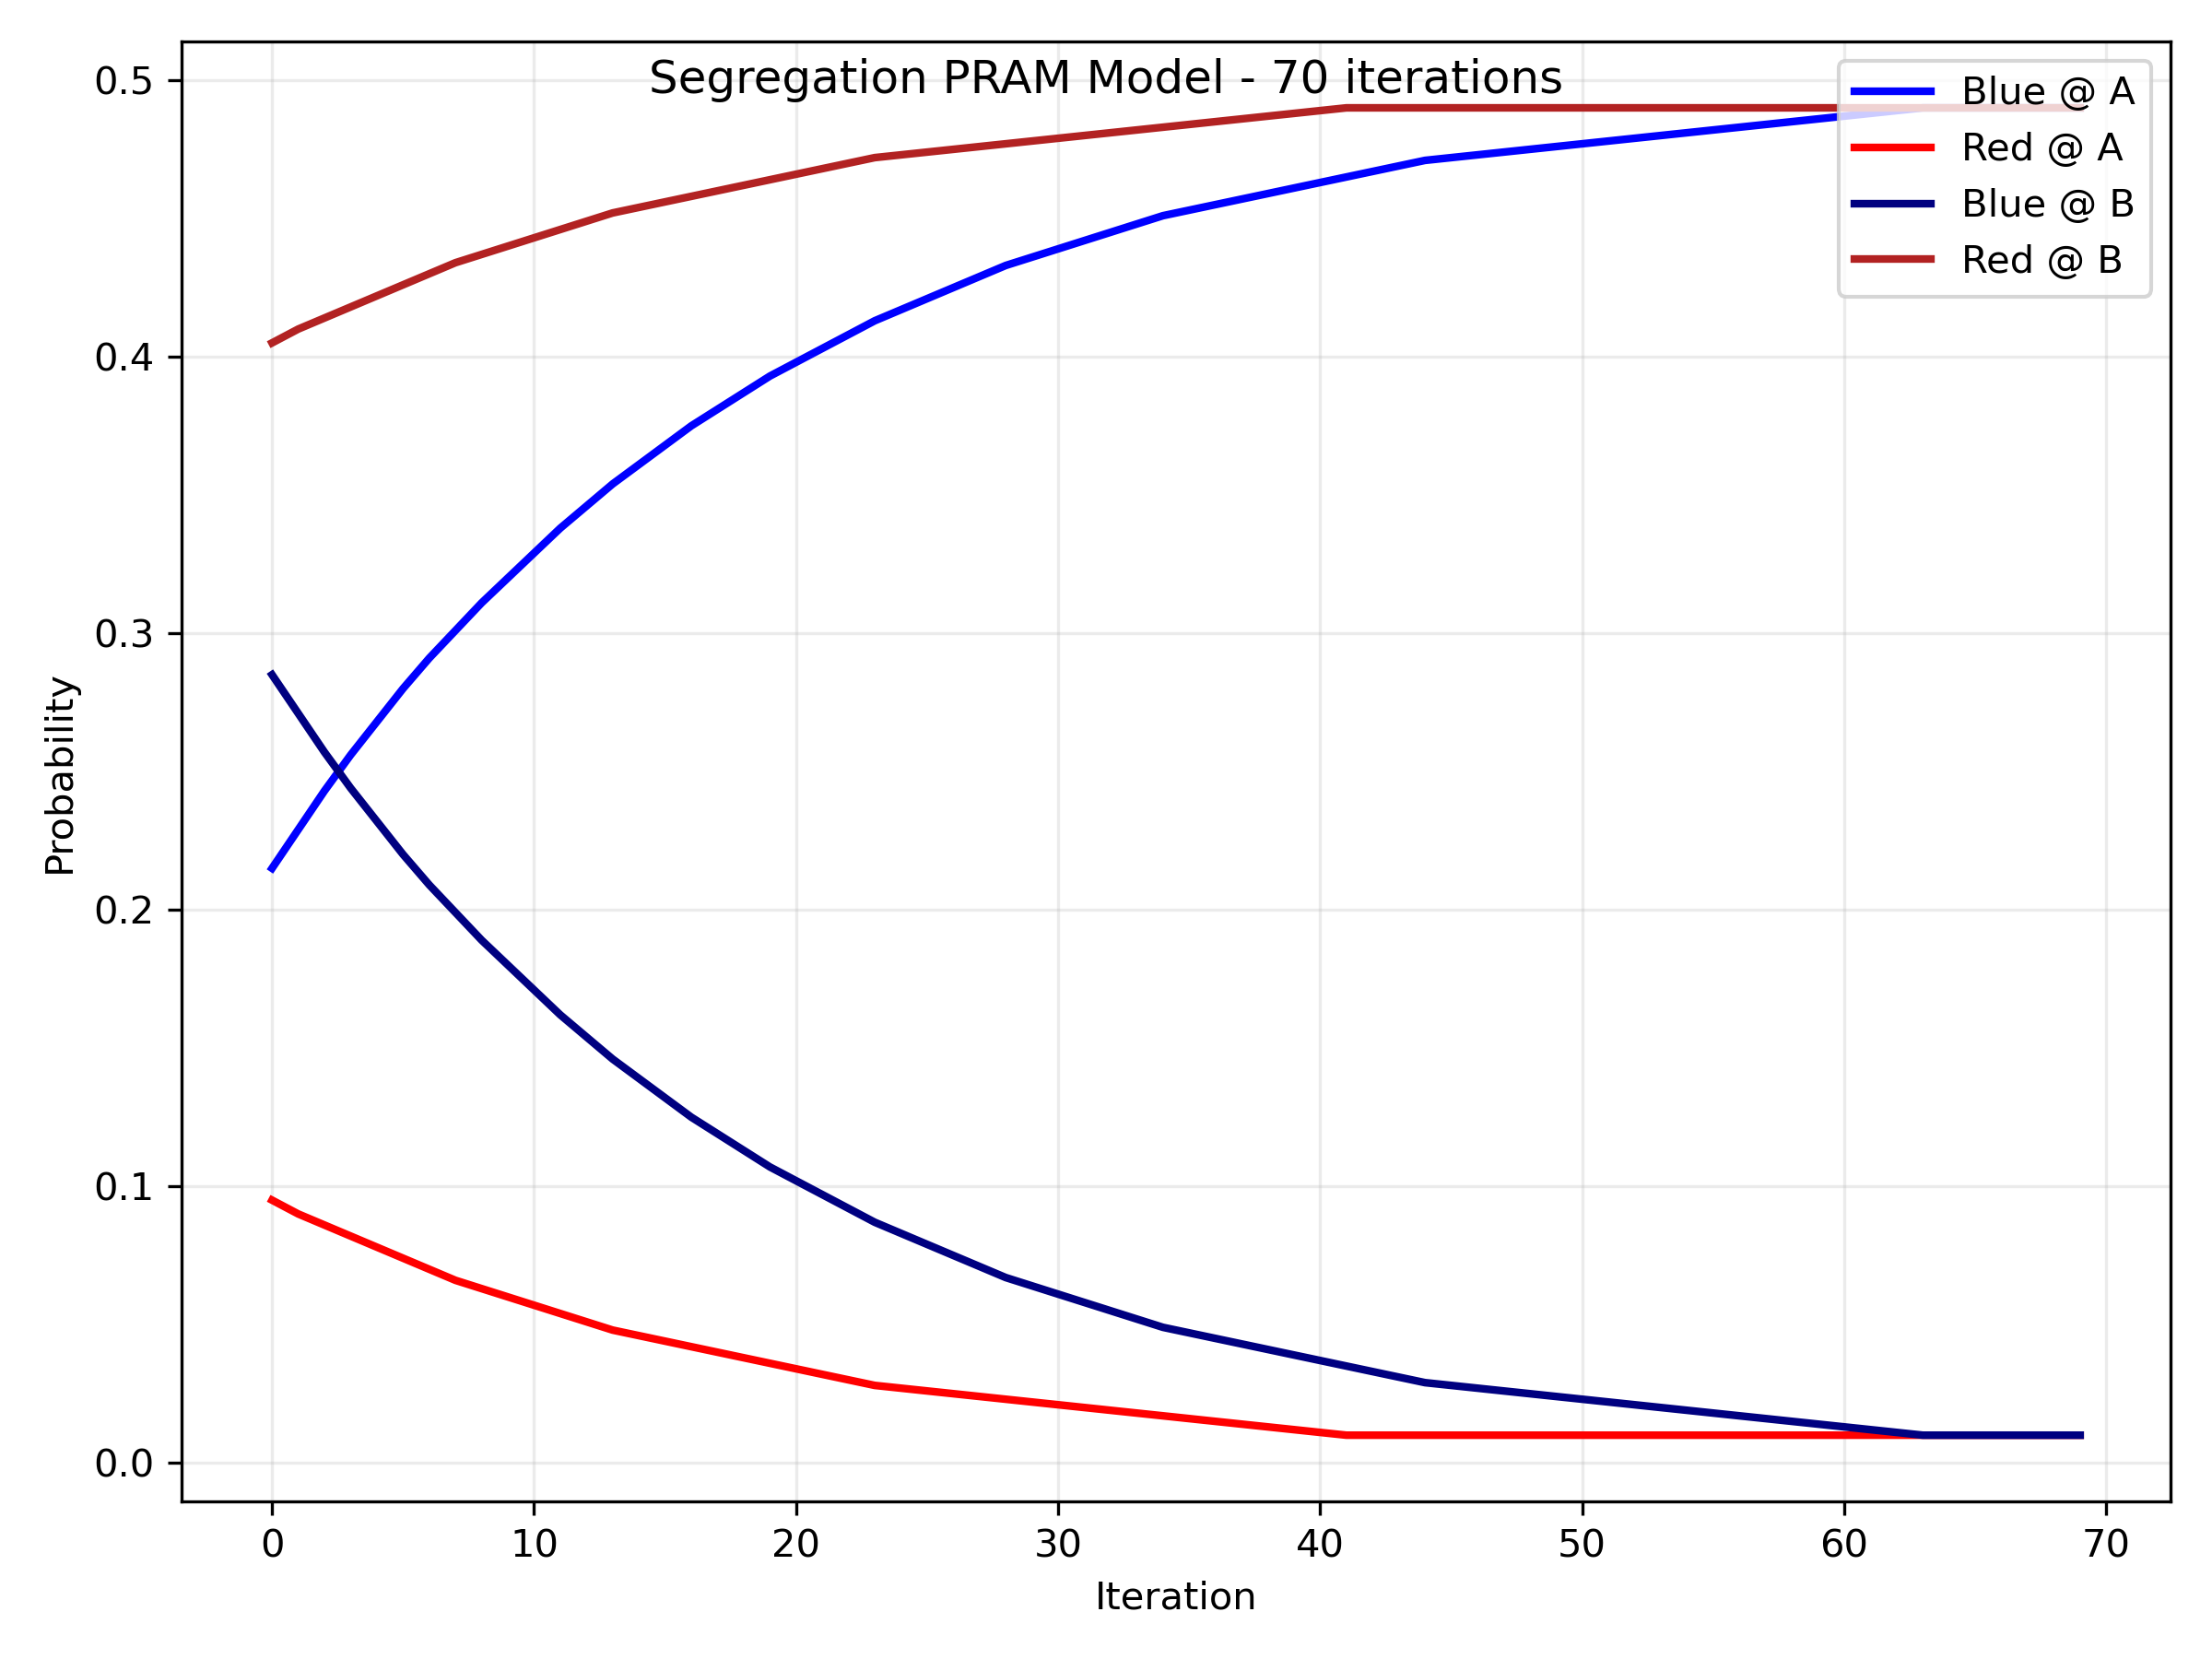 Segregation PRAM Model - 70 iterations
Blue @ A
Red @ A
Blue @ B
Red @ B
0.5
0.4
0.3
0.2
0.1
0.0
Probability
0 10 20 30 40 50 60 70
Iteration